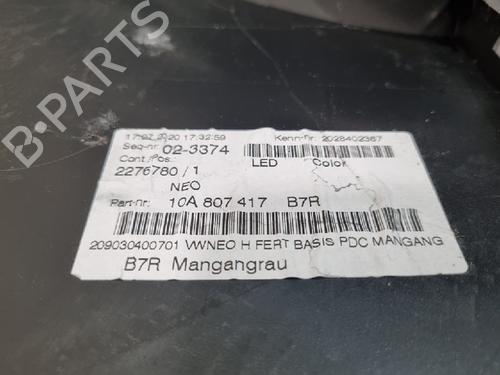 17.07.2020 17:32:59 Kenn-nr: 2028402367
Seq-nr: 02-3374 LED Color
Cont./Pos.:
2276780 / 1
NEO
Part-nr: 10A 807 417 B7R
209030400701 VWNEO H FERT BASIS PDC MANGANG
B7R Mangangrau
B-PARTS